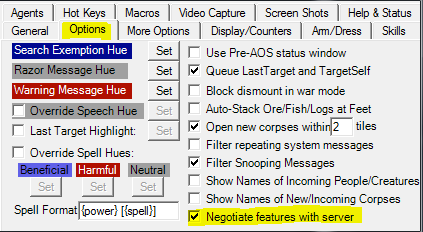 Agents Hot Keys Macros Video Capture Screen Shots Help & Status
General Options More Options Display/Counters Arm/Dress Skills
Search Exemption Hue Set
Razor Message Hue Set
Warning Message Hue Set
Override Speech Hue Set
Last Target Highlight: Set
Override Spell Hues:
Beneficial Harmful Neutral
Set Set Set
Spell Format {power} [{spell}]
Use Pre-AOS status window
Queue LastTarget and TargetSelf
Block dismount in war mode
Auto-Stack Ore/Fish/Logs at Feet
Open new corpses within 2 tiles
Filter repeating system messages
Filter Snooping Messages
Show Names of Incoming People/Creatures
Show Names of New/Incoming Corpses
Negotiate features with server